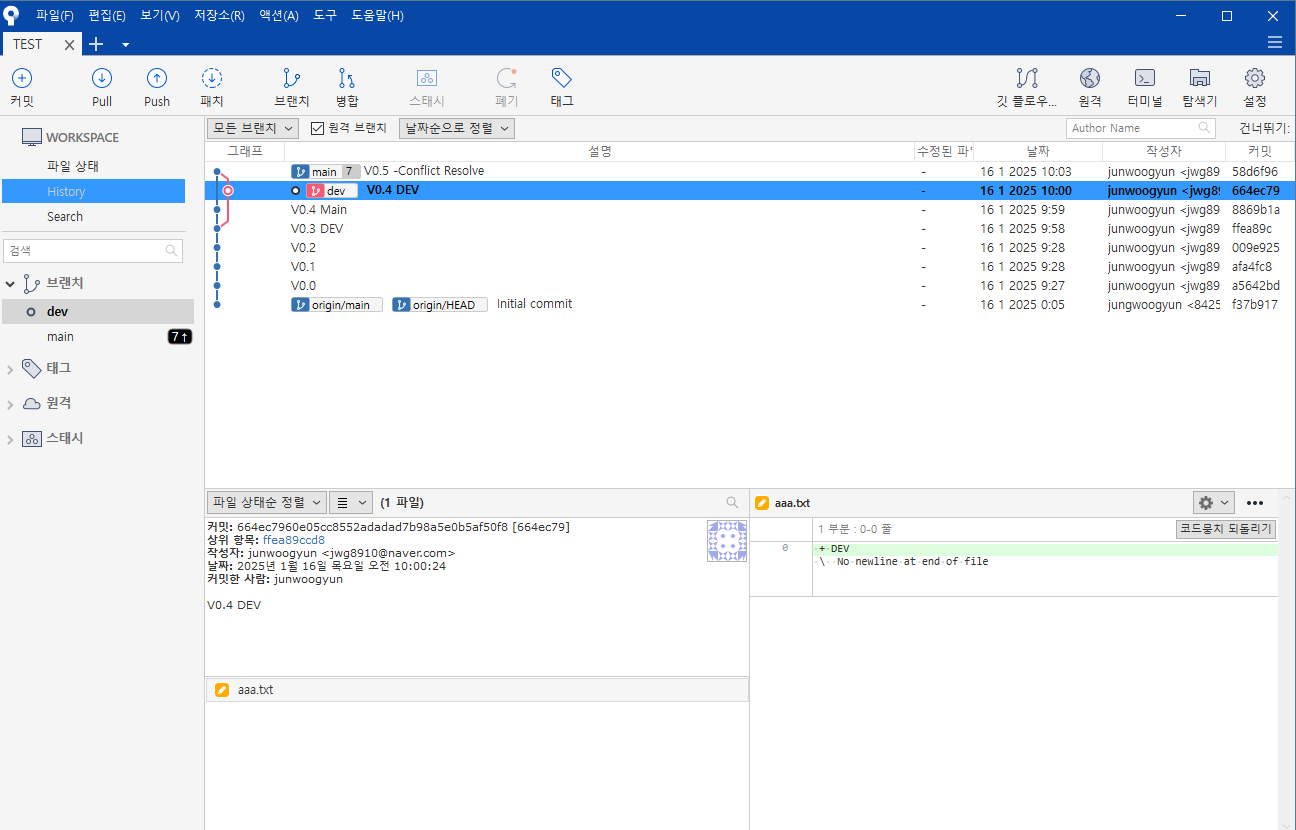 파일(F) 편집(E) 보기(V) 저장소(R) 액션(A) 도구 도움말(H)
TEST
커밋 Pull Push 패치 브랜치 병합 스태시 폐기 태그 깃 플로우... 원격 터미널 탐색기 설정
WORKSPACE
파일 상태
History
Search
검색
브랜치
dev
main 7↑
태그
원격
스태시
모든 브랜치 원격 브랜치 날짜순으로 정렬 Author Name 건너뛰기:
그래프 설명 수정된 파일 날짜 작성자 커밋
main 7 V0.5 -Conflict Resolve - 16 1 2025 10:03 junwoogyun <jwg89 58d6f96
dev V0.4 DEV - 16 1 2025 10:00 junwoogyun <jwg89 664ec79
V0.4 Main - 16 1 2025 9:59 junwoogyun <jwg89 8869b1a
V0.3 DEV - 16 1 2025 9:58 junwoogyun <jwg89 ffea89c
V0.2 - 16 1 2025 9:28 junwoogyun <jwg89 009e925
V0.1 - 16 1 2025 9:28 junwoogyun <jwg89 afa4fc8
V0.0 - 16 1 2025 9:27 junwoogyun <jwg89 a5642bd
origin/main origin/HEAD Initial commit - 16 1 2025 0:05 jungwoogyun <8425 f37b917
파일 상태순 정렬 (1 파일)
커밋: 664ec7960e05cc8552adadad7b98a5e0b5af50f8 [664ec79]
상위 항목: ffea89ccd8
작성자: junwoogyun <jwg8910@naver.com>
날짜: 2025년 1월 16일 목요일 오전 10:00:24
커밋한 사람: junwoogyun
V0.4 DEV
aaa.txt
aaa.txt
1 부분 : 0-0 줄 코드뭉치 되돌리기
0 + DEV
\ No newline at end of file